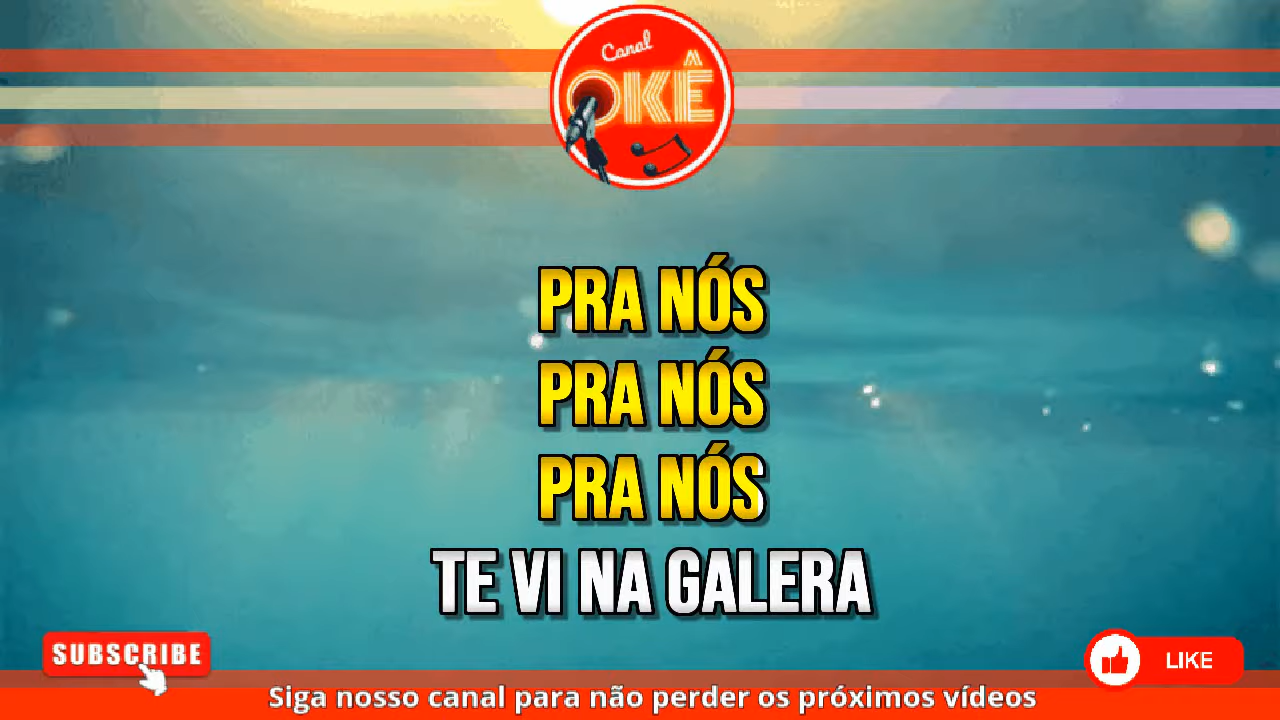 Canal
OKÊ
PRA NÓS
PRA NÓS
PRA NÓS
TE VI NA GALERA
SUBSCRIBE
LIKE
Siga nosso canal para não perder os próximos vídeos